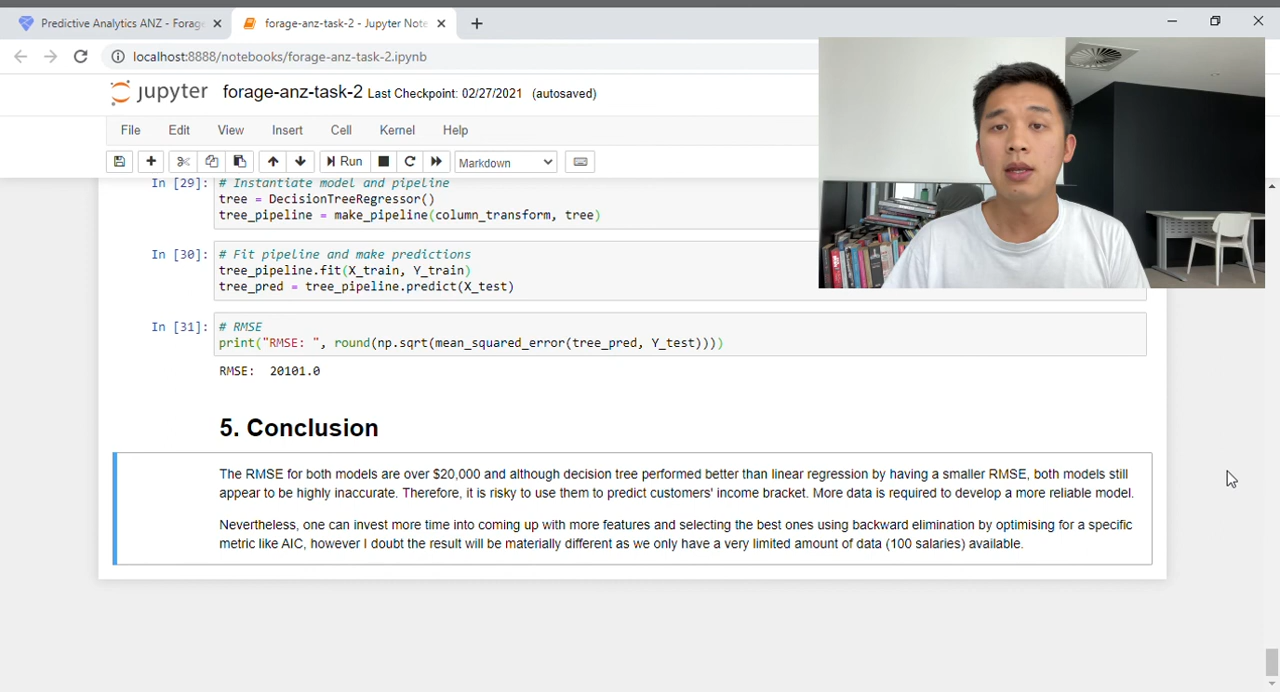 Predictive Analytics ANZ - Forage
forage-anz-task-2 - Jupyter Note
localhost:8888/notebooks/forage-anz-task-2.ipynb
jupyter forage-anz-task-2 Last Checkpoint: 02/27/2021 (autosaved)
File Edit View Insert Cell Kernel Help
Run Markdown
In [29]: # Instantiate model and pipeline
tree = DecisionTreeRegressor()
tree_pipeline = make_pipeline(column_transform, tree)
In [30]: # Fit pipeline and make predictions
tree_pipeline.fit(X_train, Y_train)
tree_pred = tree_pipeline.predict(X_test)
In [31]: # RMSE
print("RMSE: ", round(np.sqrt(mean_squared_error(tree_pred, Y_test))))
RMSE:  20101.0
5. Conclusion
The RMSE for both models are over $20,000 and although decision tree performed better than linear regression by having a smaller RMSE, both models still
appear to be highly inaccurate. Therefore, it is risky to use them to predict customers' income bracket. More data is required to develop a more reliable model.
Nevertheless, one can invest more time into coming up with more features and selecting the best ones using backward elimination by optimising for a specific
metric like AIC, however I doubt the result will be materially different as we only have a very limited amount of data (100 salaries) available.